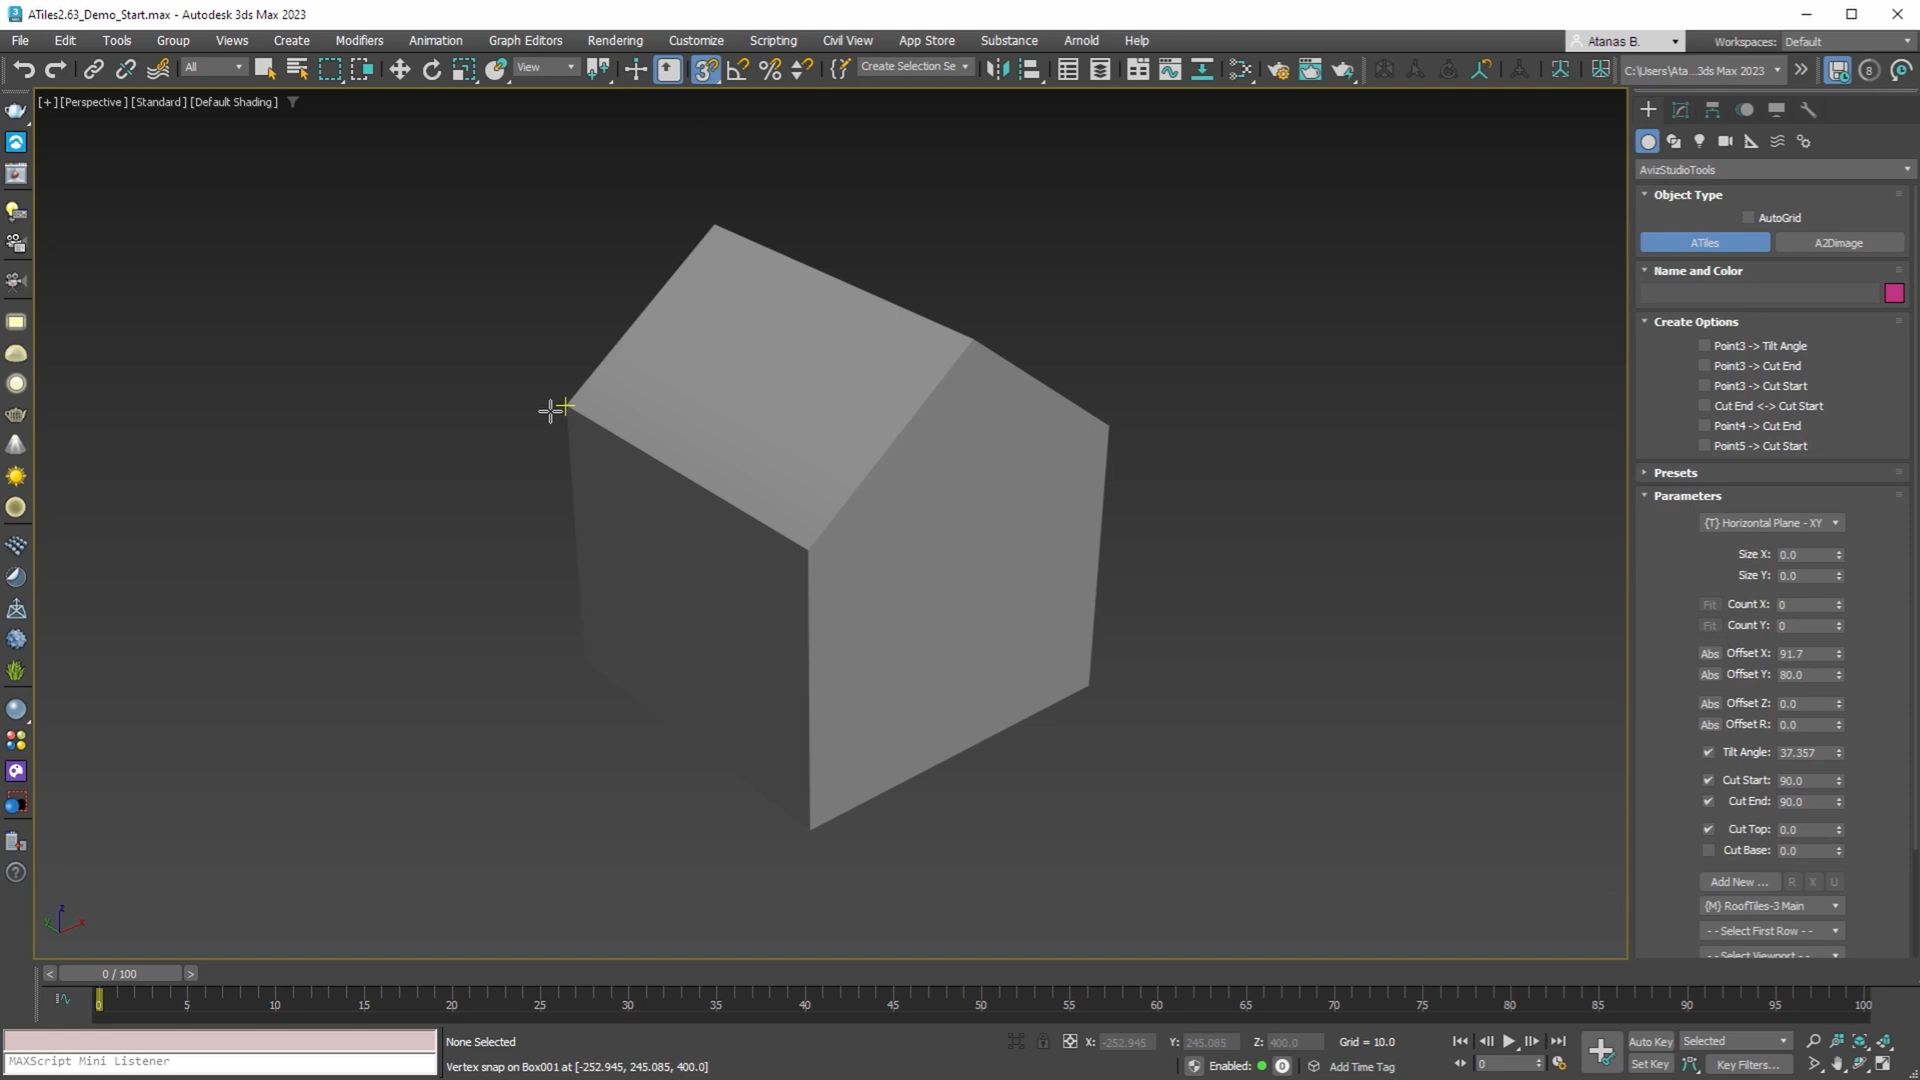 ATiles2.63_Demo_Start.max - Autodesk 3ds Max 2023
File Edit Tools Group Views Create Modifiers Animation Graph Editors Rendering Customize Scripting Civil View App Store Substance Arnold Help Atanas B. Workspaces: Default
All View Create Selection Se C:\Users\Ata...3ds Max 2023 8
[+] [Perspective] [Standard] [Default Shading]
AvizStudioTools
Object Type
AutoGrid
ATiles A2Dimage
Name and Color
Create Options
Point3 -> Tilt Angle
Point3 -> Cut End
Point3 -> Cut Start
Cut End <-> Cut Start
Point4 -> Cut End
Point5 -> Cut Start
Presets
Parameters
{T} Horizontal Plane - XY
Size X: 0.0
Size Y: 0.0
Fit Count X: 0
Fit Count Y: 0
Abs Offset X: 91.7
Abs Offset Y: 80.0
Abs Offset Z: 0.0
Abs Offset R: 0.0
Tilt Angle: 37.357
Cut Start: 90.0
Cut End: 90.0
Cut Top: 0.0
Cut Base: 0.0
Add New ... R X U
{M} RoofTiles-3 Main
- - Select First Row - -
- - Select Viewport - -
z
y x
< 0 / 100 >
0 5 10 15 20 25 30 35 40 45 50 55 60 65 70 75 80 85 90 95 100
None Selected X: -252.945 Y: 245.085 Z: 400.0 Grid = 10.0 Auto Key Selected
MAXScript Mini Listener Vertex snap on Box001 at [-252.945, 245.085, 400.0] Enabled: 0 Add Time Tag 0 Set Key Key Filters...